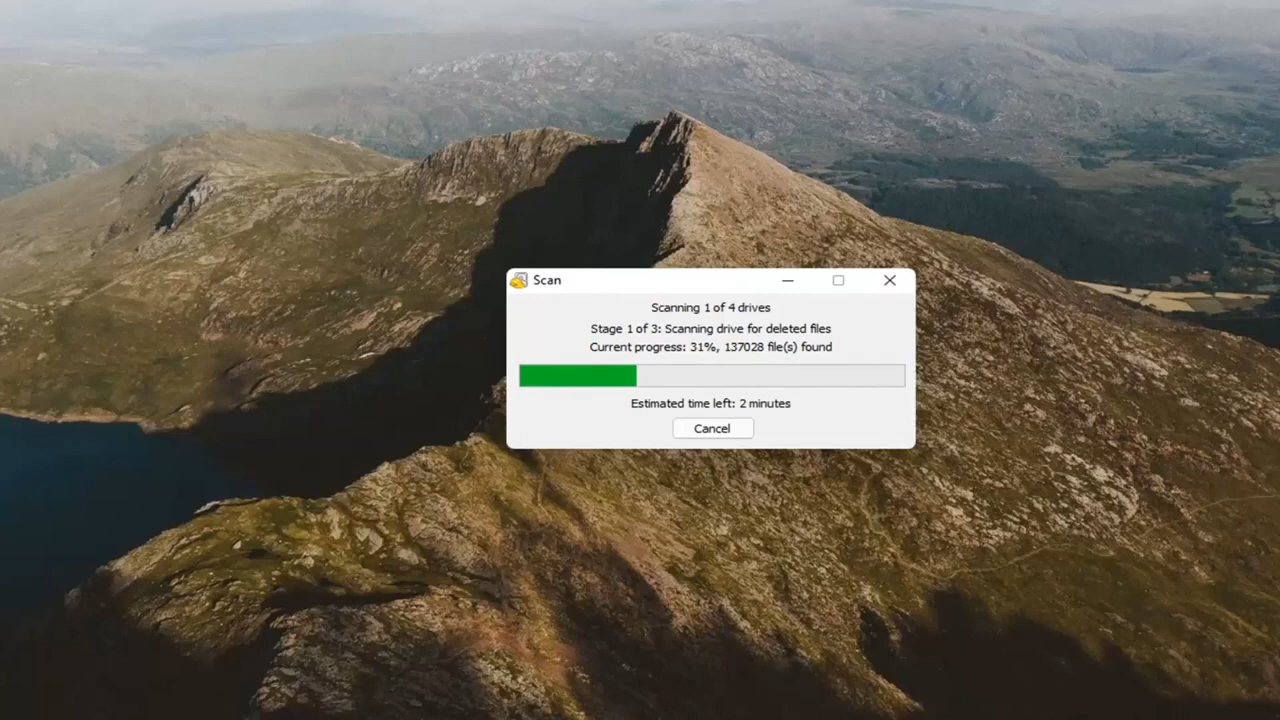 Scan
Scanning 1 of 4 drives
Stage 1 of 3: Scanning drive for deleted files
Current progress: 31%, 137028 file(s) found
Estimated time left: 2 minutes
Cancel